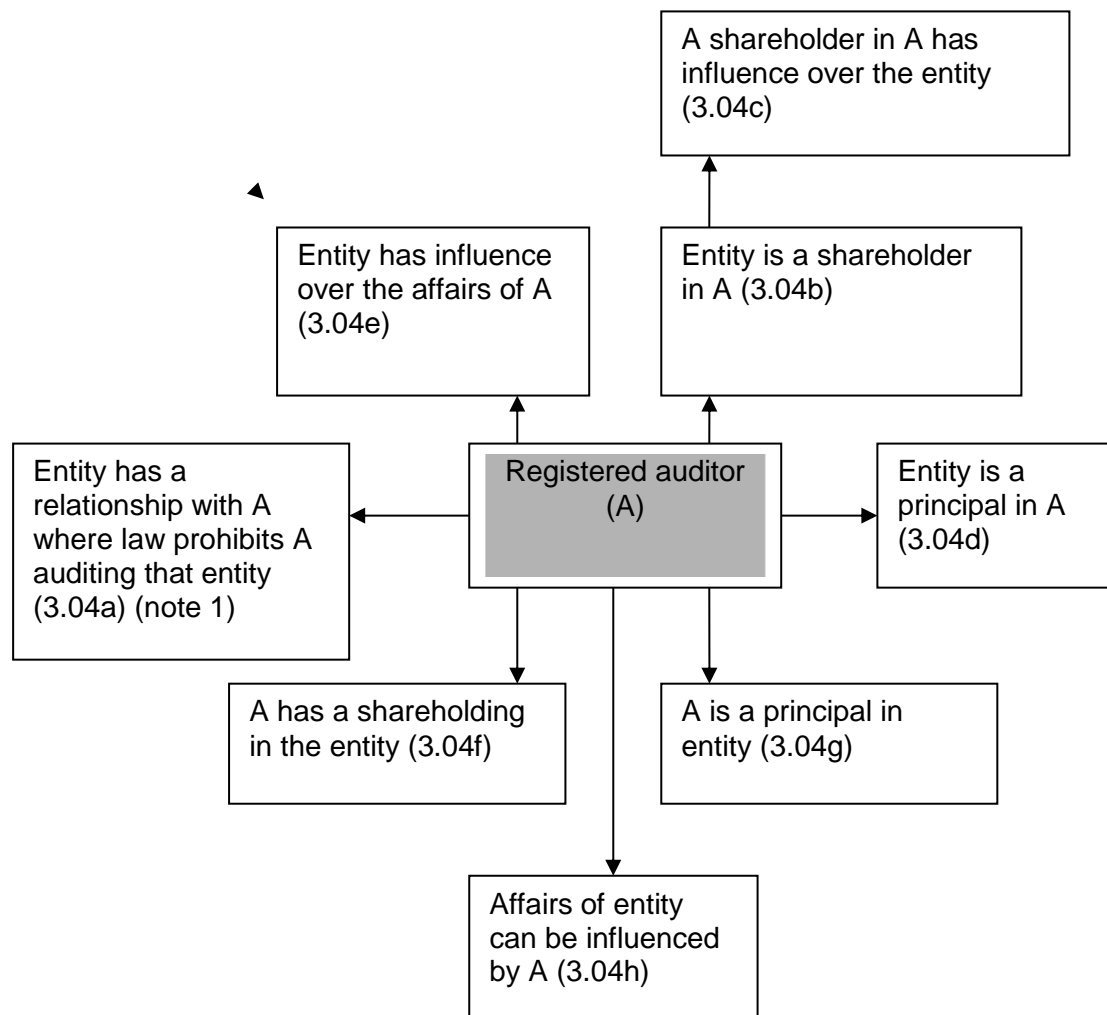 A shareholder in A has
influence over the entity
(3.04c)
Entity has influence
over the affairs of A
(3.04e)
Entity is a shareholder
in A (3.04b)
Entity has a
relationship with A
where law prohibits A
auditing that entity
(3.04a) (note 1)
Registered auditor
(A)
Entity is a
principal in A
(3.04d)
A has a shareholding
in the entity (3.04f)
A is a principal in
entity (3.04g)
Affairs of entity
can be influenced
by A (3.04h)